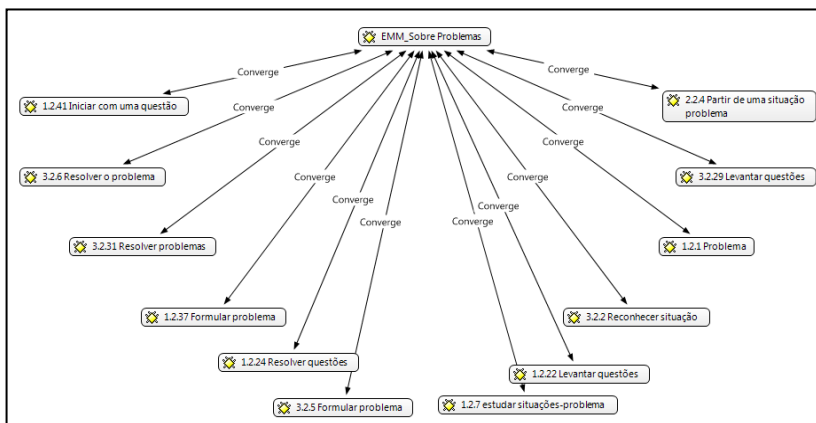 EMM_Sobre Problemas
Converge
Converge
1.2.41 Iniciar com uma questão
2.2.4 Partir de uma situação
problema
Converge
Converge
Converge
Converge
3.2.6 Resolver o problema
3.2.29 Levantar questões
Converge
Converge
Converge
Converge
Converge
Converge
3.2.31 Resolver problemas
1.2.1 Problema
1.2.37 Formular problema
3.2.2 Reconhecer situação
1.2.24 Resolver questões
1.2.22 Levantar questões
3.2.5 Formular problema
1.2.7 estudar situações-problema